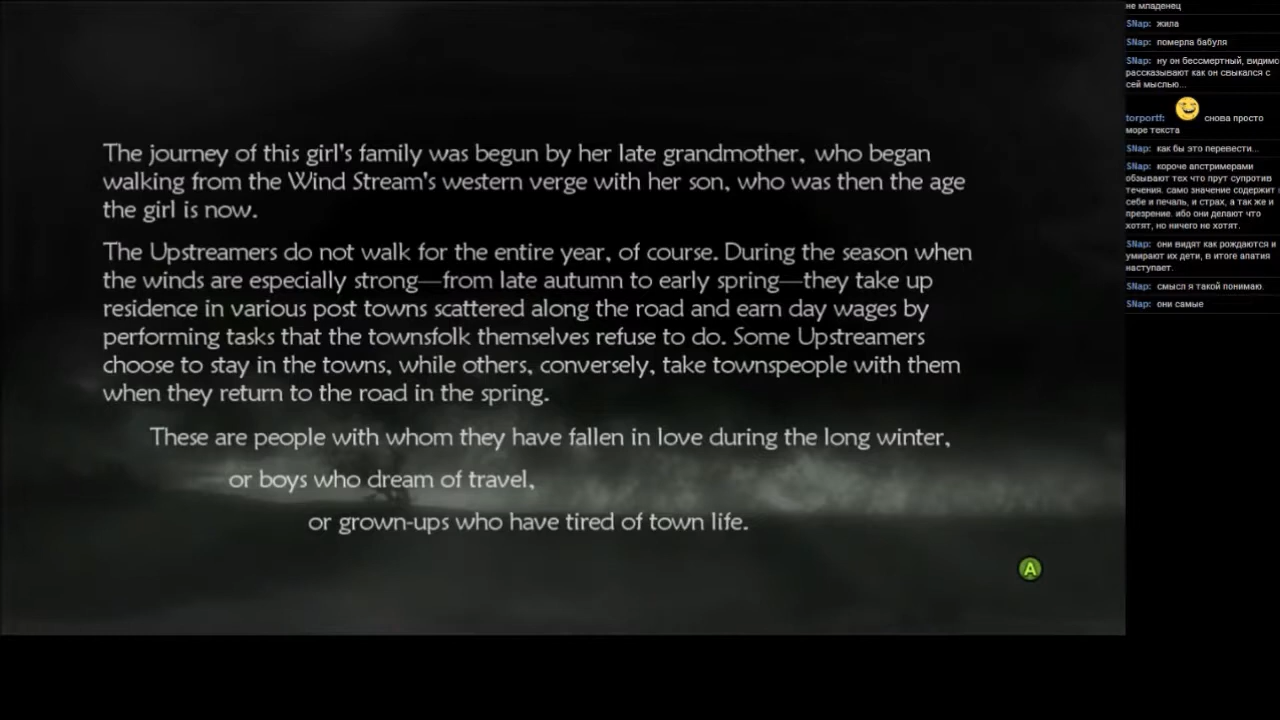 The journey of this girl's family was begun by her late grandmother, who began
walking from the Wind Stream's western verge with her son, who was then the age
the girl is now.
The Upstreamers do not walk for the entire year, of course. During the season when
the winds are especially strong—from late autumn to early spring—they take up
residence in various post towns scattered along the road and earn day wages by
performing tasks that the townsfolk themselves refuse to do. Some Upstreamers
choose to stay in the towns, while others, conversely, take townspeople with them
when they return to the road in the spring.
These are people with whom they have fallen in love during the long winter,
or boys who dream of travel,
or grown-ups who have tired of town life.
A
не младенец
SNap: жила
SNap: померла бабуля
SNap: ну он бессмертный, видимо
рассказывают как он свыкался с
сей мыслью...
torportf: снова просто
море текста
SNap: как бы это перевести...
SNap: короче апстримерами
обзывают тех что прут супротив
течения. само значение содержит в
себе и печаль, и страх, а так же и
презрение. ибо они делают что
хотят, но ничего не хотят.
SNap: они видят как рождаются и
умирают их дети, в итоге апатия
наступает.
SNap: смысл я такой понимаю.
SNap: они самые